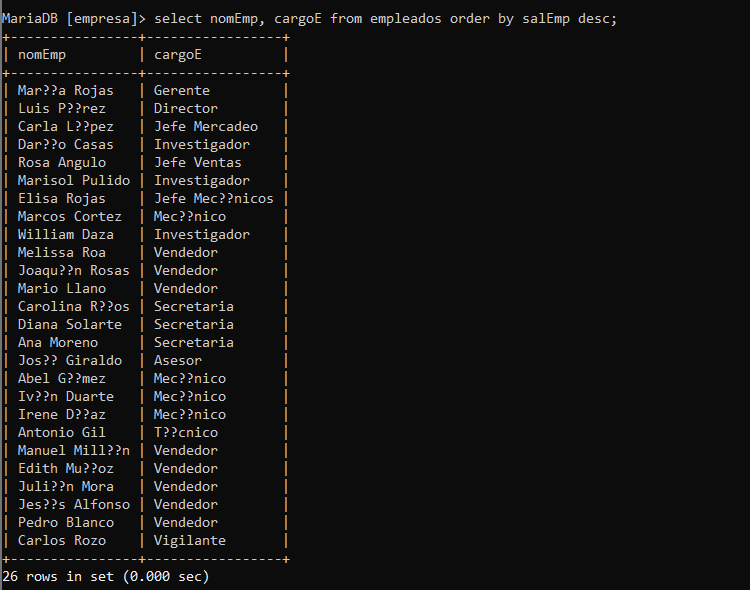 MariaDB [empresa]> select nomEmp, cargoE from empleados order by salEmp desc;
+----------------+-----------------+
| nomEmp         | cargoE          |
+----------------+-----------------+
| Mar??a Rojas   | Gerente         |
| Luis P??rez    | Director        |
| Carla L??pez   | Jefe Mercadeo   |
| Dar??o Casas   | Investigador    |
| Rosa Angulo    | Jefe Ventas     |
| Marisol Pulido | Investigador    |
| Elisa Rojas    | Jefe Mec??nicos |
| Marcos Cortez  | Mec??nico       |
| William Daza   | Investigador    |
| Melissa Roa    | Vendedor        |
| Joaqu??n Rosas | Vendedor        |
| Mario Llano    | Vendedor        |
| Carolina R??os | Secretaria      |
| Diana Solarte  | Secretaria      |
| Ana Moreno     | Secretaria      |
| Jos?? Giraldo  | Asesor          |
| Abel G??mez    | Mec??nico       |
| Iv??n Duarte   | Mec??nico       |
| Irene D??az    | Mec??nico       |
| Antonio Gil    | T??cnico        |
| Manuel Mill??n | Vendedor        |
| Edith Mu??oz   | Vendedor        |
| Juli??n Mora   | Vendedor        |
| Jes??s Alfonso | Vendedor        |
| Pedro Blanco   | Vendedor        |
| Carlos Rozo    | Vigilante       |
+----------------+-----------------+
26 rows in set (0.000 sec)